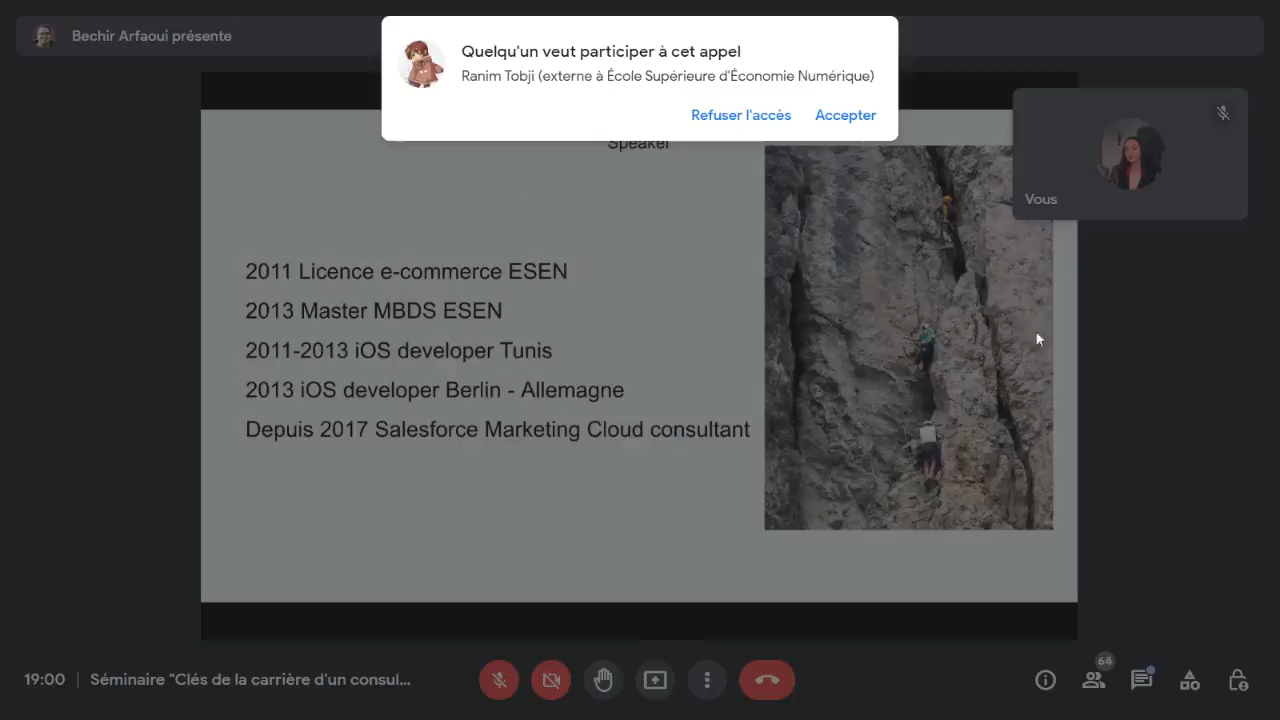 Bechir Arfaoui présente
Quelqu'un veut participer à cet appel
Ranim Tobji (externe à École Supérieure d'Économie Numérique)
Refuser l'accès
Accepter
Speaker
Vous
2011 Licence e-commerce ESEN
2013 Master MBDS ESEN
2011-2013 iOS developer Tunis
2013 iOS developer Berlin - Allemagne
Depuis 2017 Salesforce Marketing Cloud consultant
19:00 | Séminaire "Clés de la carrière d'un consul...
64